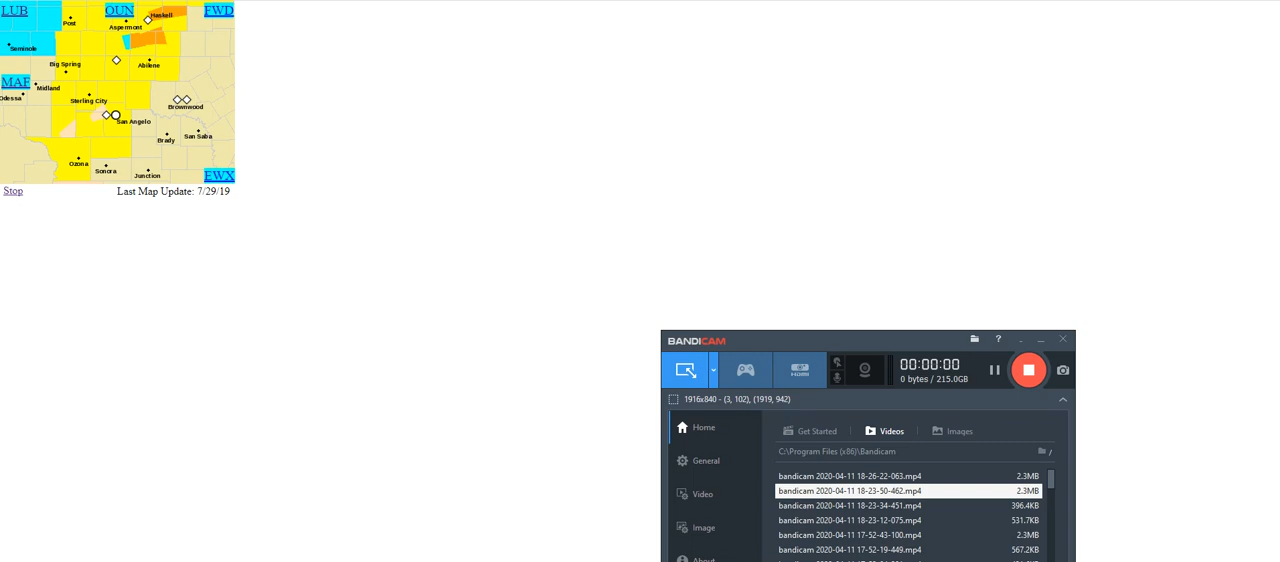 LUB
OUN
FWD
Post
Haskell
Aspermont
Seminole
Big Spring
Abilene
MAF
Midland
Odessa
Sterling City
Brownwood
San Angelo
Brady
San Saba
Ozona
Sonora
Junction
EWX
Stop
Last Map Update: 7/29/19
BANDICAM
?
HDMI
00:00:00
0 bytes / 215.0GB
1916x840 - (3, 102), (1919, 942)
Home
Get Started
Videos
Images
C:\Program Files (x86)\Bandicam
/
General
bandicam 2020-04-11 18-26-22-063.mp4 2.3MB
bandicam 2020-04-11 18-23-50-462.mp4 2.3MB
Video
bandicam 2020-04-11 18-23-34-451.mp4 396.4KB
bandicam 2020-04-11 18-23-12-075.mp4 531.7KB
Image
bandicam 2020-04-11 17-52-43-100.mp4 2.3MB
bandicam 2020-04-11 17-52-19-449.mp4 567.2KB
About